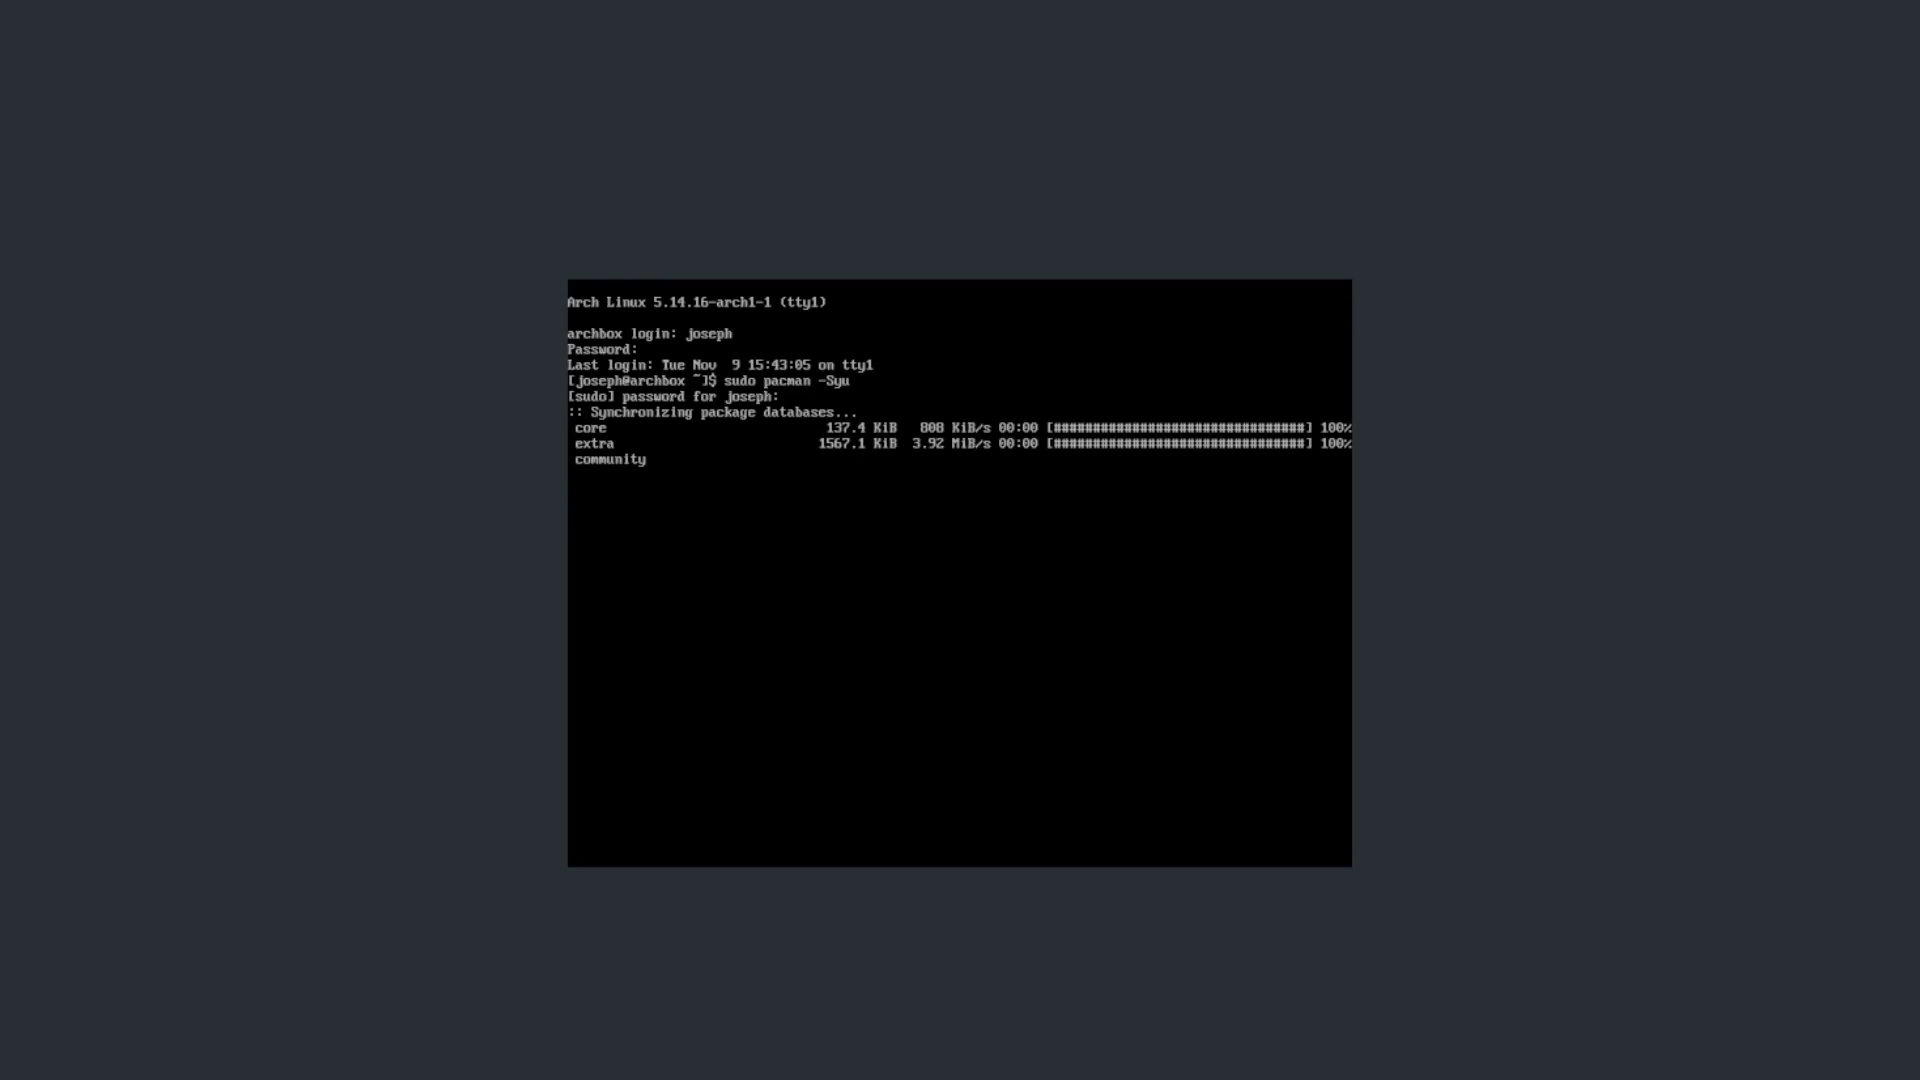 Arch Linux 5.14.16-arch1-1 (tty1)
archbox login: joseph
Password:
Last login: Tue Nov  9 15:43:05 on tty1
[joseph@archbox ~]$ sudo pacman -Syu
[sudo] password for joseph:
:: Synchronizing package databases...
core 137.4 KiB 808 KiB/s 00:00 [################################] 100%
extra 1567.1 KiB 3.92 MiB/s 00:00 [################################] 100%
community